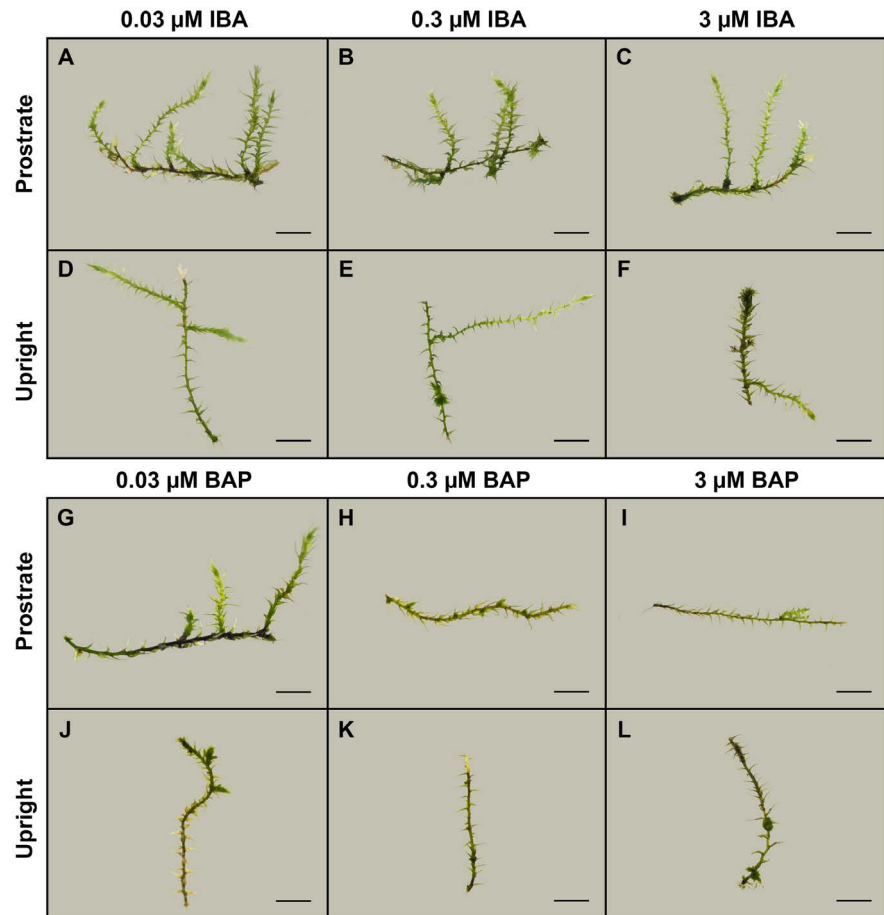 0.03 µM IBA 0.3 µM IBA 3 µM IBA
Prostrate
A B C
Upright
D E F
0.03 µM BAP 0.3 µM BAP 3 µM BAP
Prostrate
G H I
Upright
J K L